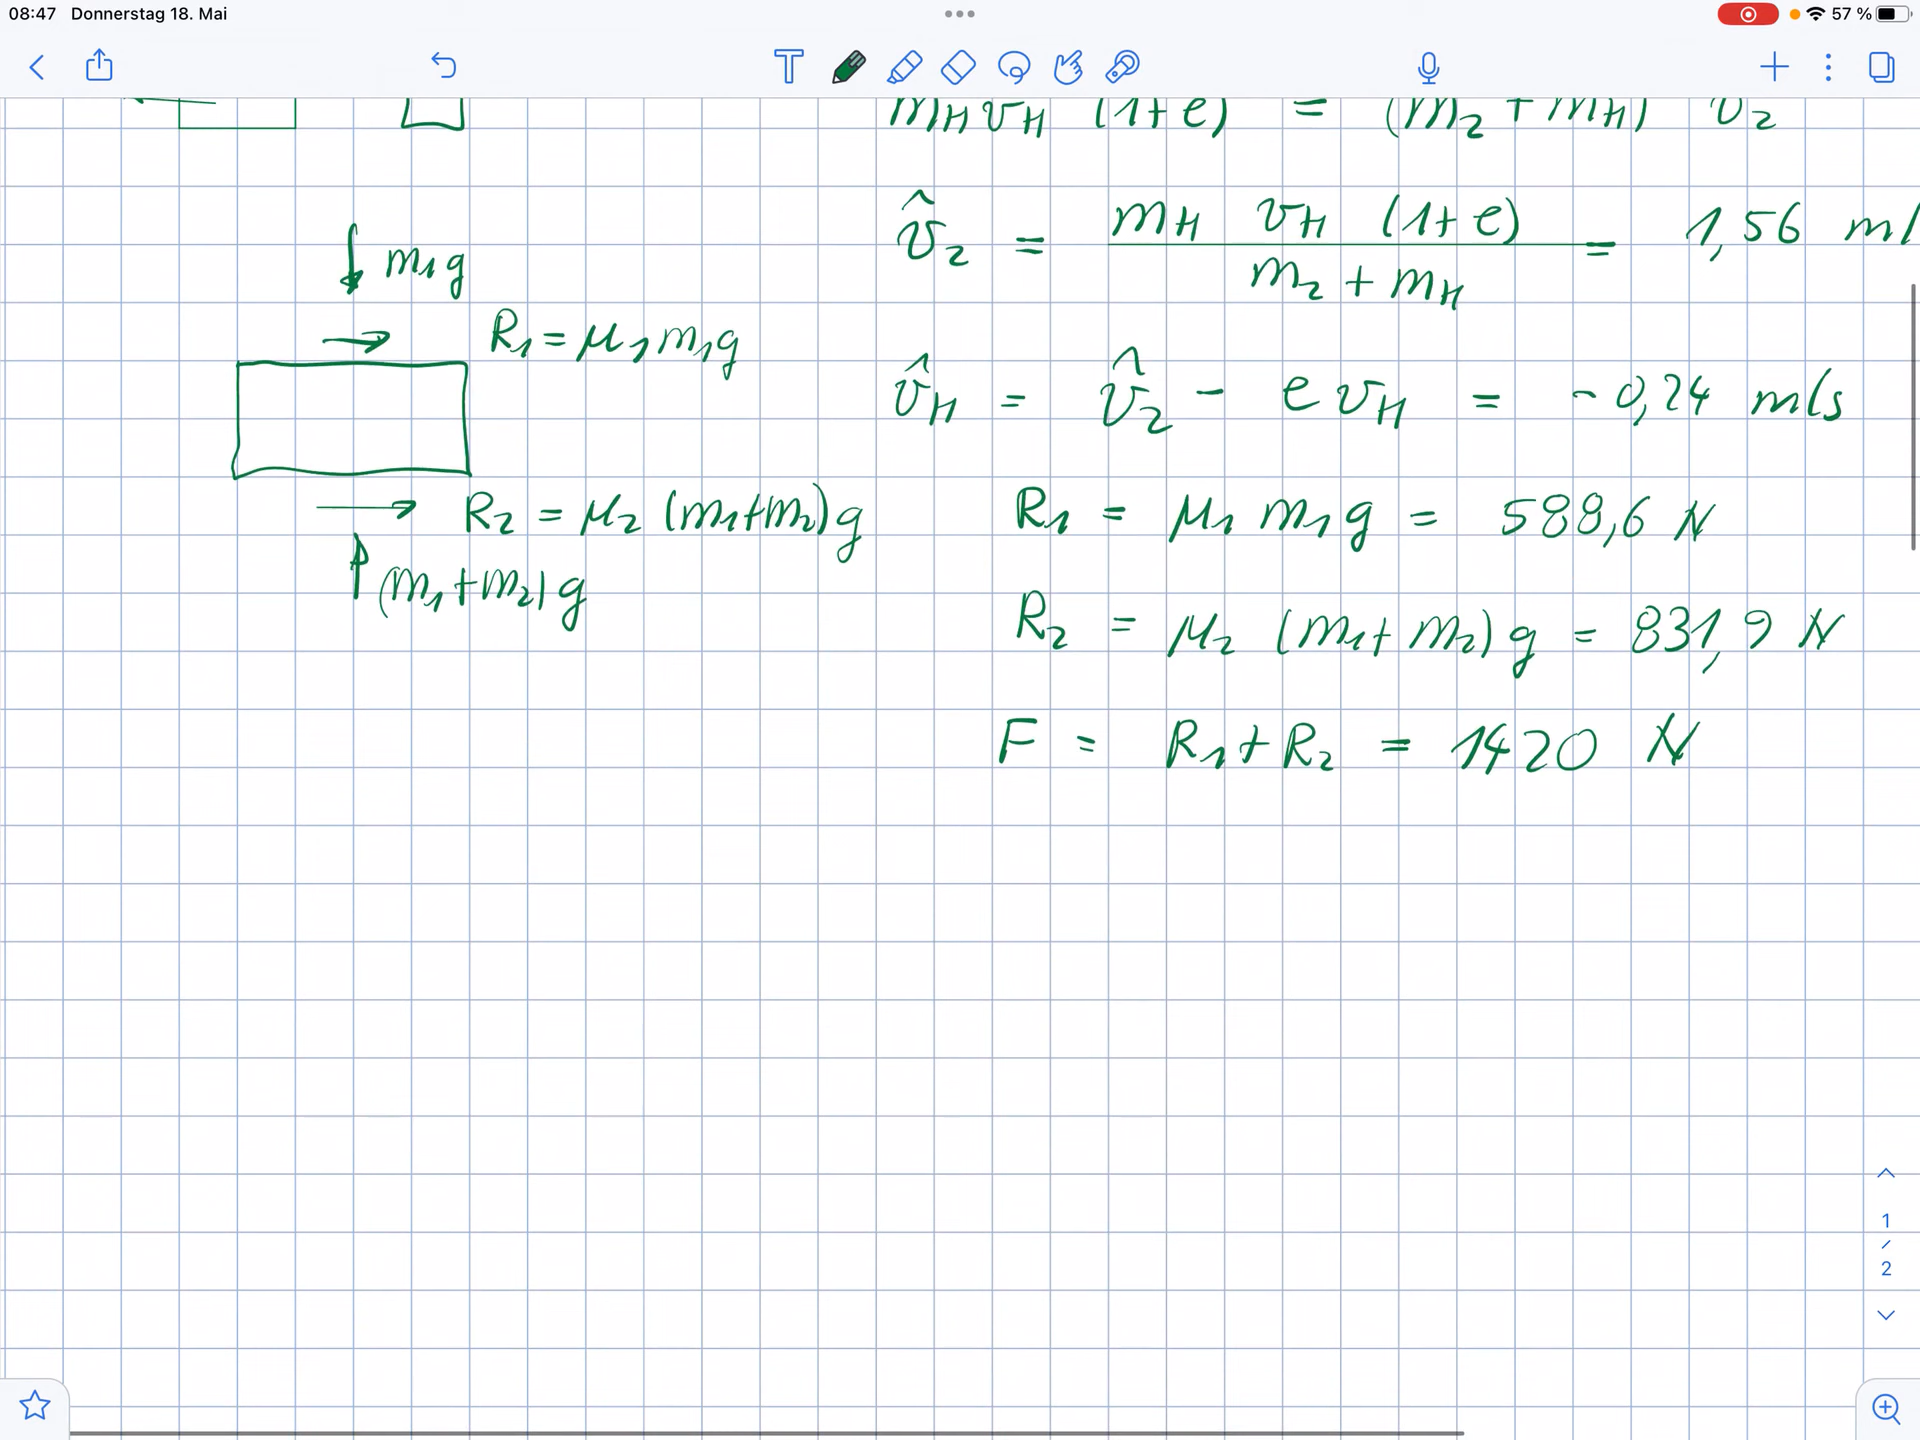 08:47 Donnerstag 18. Mai
57 %
T
m_H v_H (1+e) = (m_2 + m_H) v_2
v̂_2 = m_H v_H (1+e) / m_2 + m_H = 1,56 m/
v̂_H = v̂_2 - e v_H = -0,24 m/s
↓ m_1 g
→ R_1 = μ_1 m_1 g
→ R_2 = μ_2 (m_1+m_2) g
↑ (m_1+m_2) g
R_1 = μ_1 m_1 g = 588,6 N
R_2 = μ_2 (m_1 + m_2) g = 831,9 N
F = R_1 + R_2 = 1420 N
1
/
2